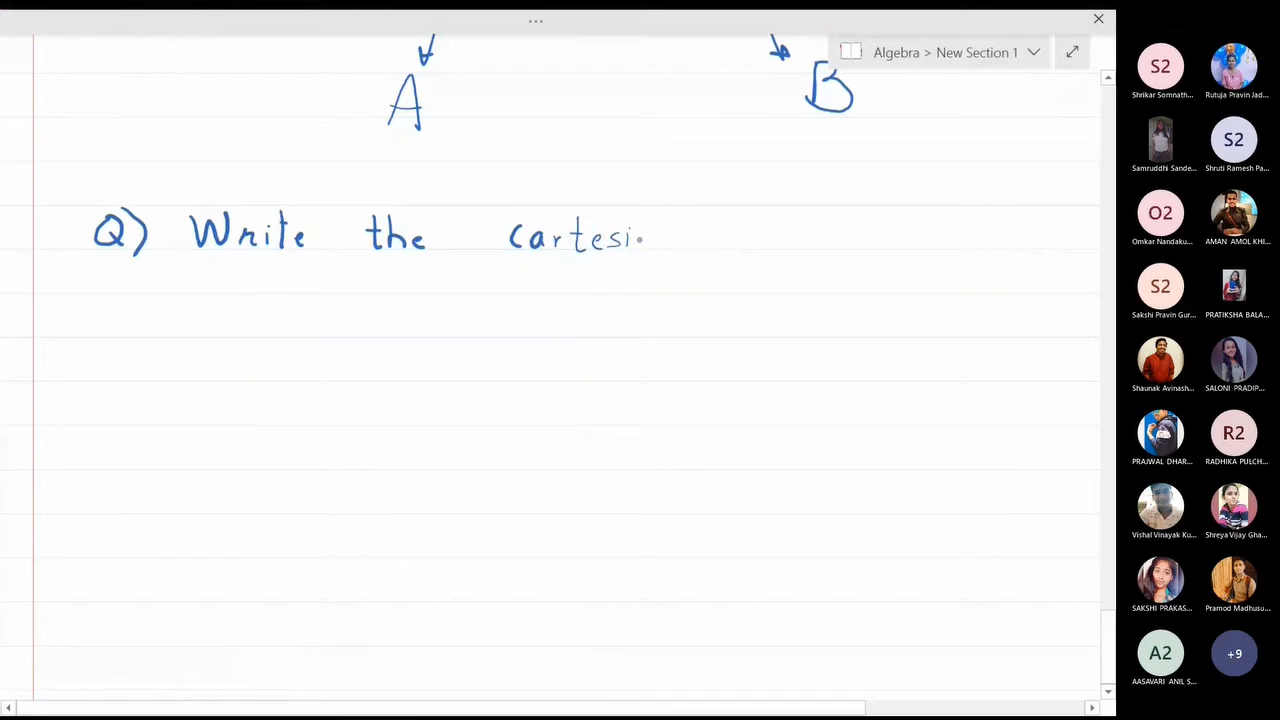 ...
Algebra > New Section 1
A
B
Q) Write the cartesi
S2
Shrikar Somnath...
Rutuja Pravin Jad...
Samruddhi Sande...
S2
Shruti Ramesh Pa...
O2
Omkar Nandaku...
AMAN AMOL KHI...
S2
Sakshi Pravin Gur...
PRATIKSHA BALA...
Shaunak Avinash...
SALONI PRADIP...
PRAJWAL DHAR...
R2
RADHIKA PULCH...
Vishal Vinayak Ku...
Shreya Vijay Gha...
SAKSHI PRAKAS...
Pramod Madhusu...
A2
AASAVARI ANIL S...
+9